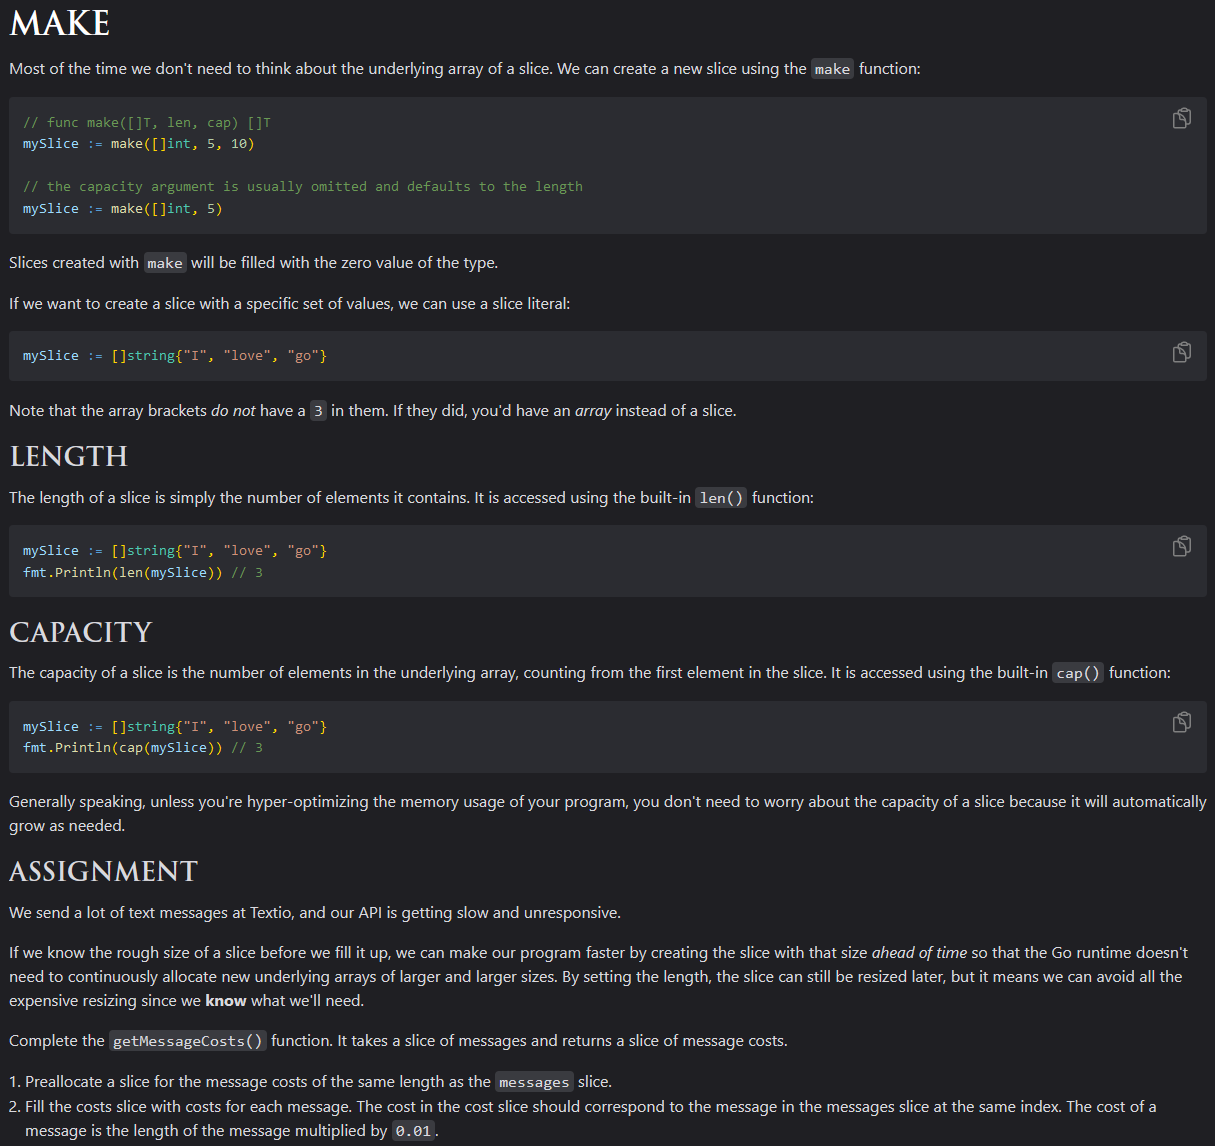 MAKE
Most of the time we don't need to think about the underlying array of a slice. We can create a new slice using the make function:
// func make([]T, len, cap) []T
mySlice := make([]int, 5, 10)
// the capacity argument is usually omitted and defaults to the length
mySlice := make([]int, 5)
Slices created with make will be filled with the zero value of the type.
If we want to create a slice with a specific set of values, we can use a slice literal:
mySlice := []string{"I", "love", "go"}
Note that the array brackets do not have a 3 in them. If they did, you'd have an array instead of a slice.
LENGTH
The length of a slice is simply the number of elements it contains. It is accessed using the built-in len() function:
mySlice := []string{"I", "love", "go"}
fmt.Println(len(mySlice)) // 3
CAPACITY
The capacity of a slice is the number of elements in the underlying array, counting from the first element in the slice. It is accessed using the built-in cap() function:
mySlice := []string{"I", "love", "go"}
fmt.Println(cap(mySlice)) // 3
Generally speaking, unless you're hyper-optimizing the memory usage of your program, you don't need to worry about the capacity of a slice because it will automatically
grow as needed.
ASSIGNMENT
We send a lot of text messages at Textio, and our API is getting slow and unresponsive.
If we know the rough size of a slice before we fill it up, we can make our program faster by creating the slice with that size ahead of time so that the Go runtime doesn't
need to continuously allocate new underlying arrays of larger and larger sizes. By setting the length, the slice can still be resized later, but it means we can avoid all the
expensive resizing since we know what we'll need.
Complete the getMessageCosts() function. It takes a slice of messages and returns a slice of message costs.
1. Preallocate a slice for the message costs of the same length as the messages slice.
2. Fill the costs slice with costs for each message. The cost in the cost slice should correspond to the message in the messages slice at the same index. The cost of a
message is the length of the message multiplied by 0.01.